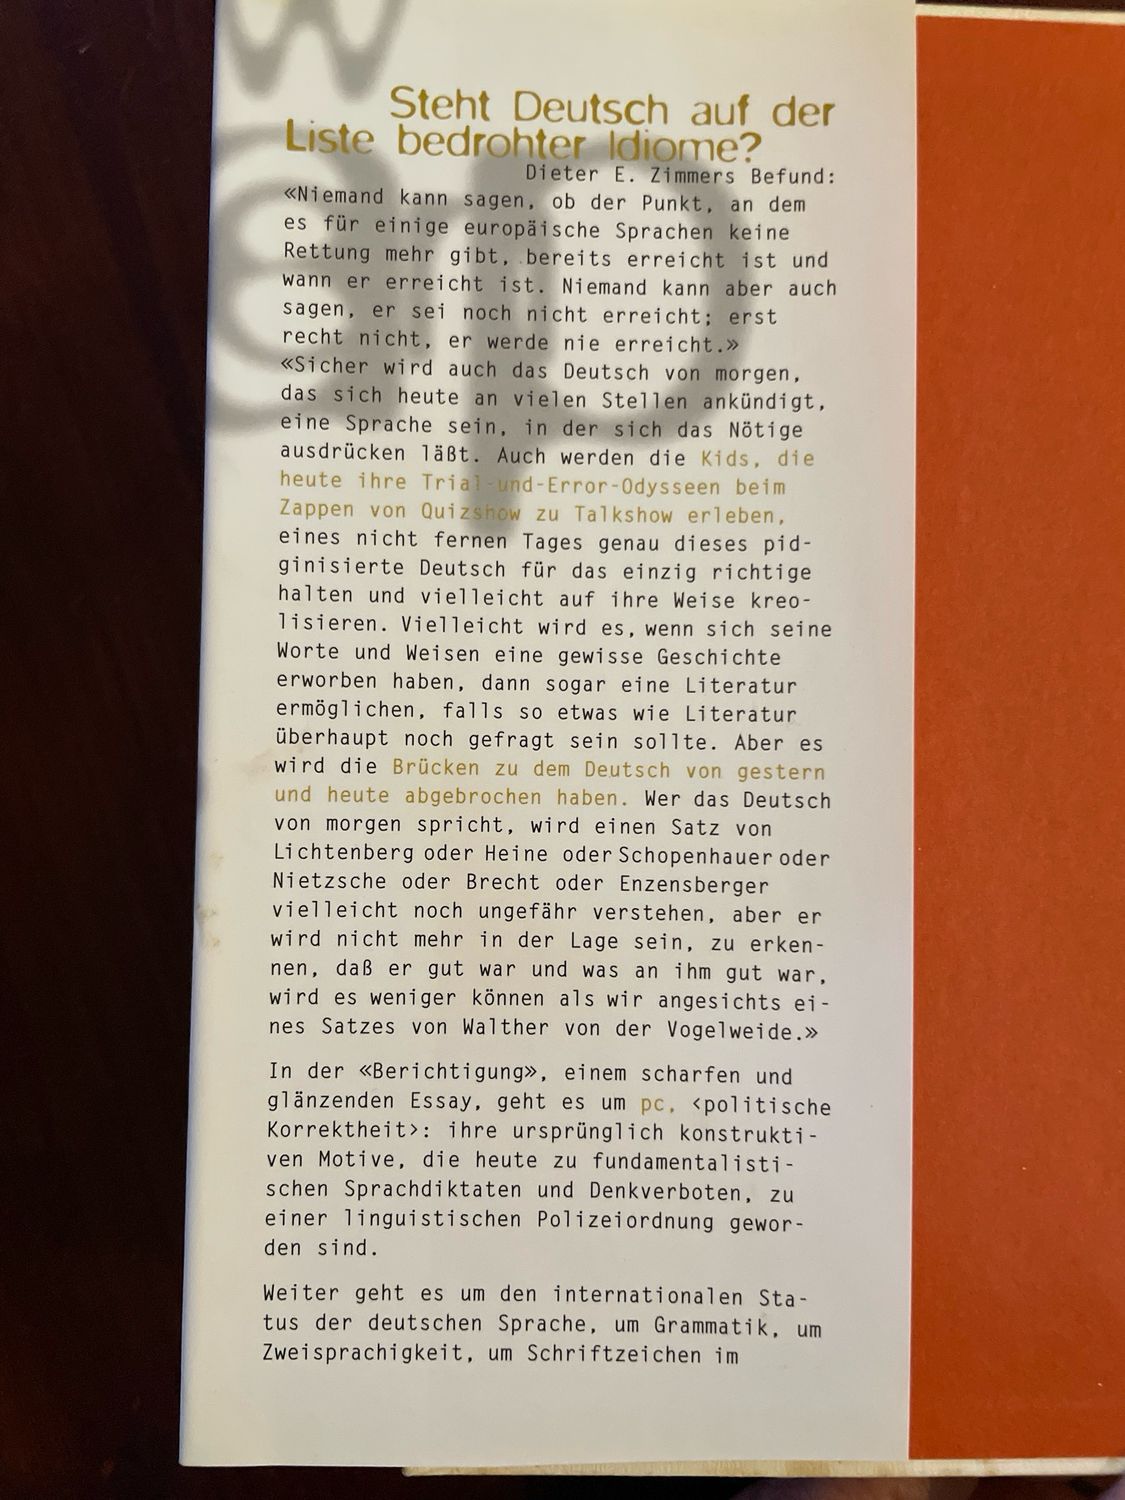 Steht Deutsch auf der
Liste bedrohter Idiome?
Dieter E. Zimmers Befund:
«Niemand kann sagen, ob der Punkt, an dem
es für einige europäische Sprachen keine
Rettung mehr gibt, bereits erreicht ist und
wann er erreicht ist. Niemand kann aber auch
sagen, er sei noch nicht erreicht; erst
recht nicht, er werde nie erreicht.»
«Sicher wird auch das Deutsch von morgen,
das sich heute an vielen Stellen ankündigt,
eine Sprache sein, in der sich das Nötige
ausdrücken läßt. Auch werden die Kids, die
heute ihre Trial-und-Error-Odysseen beim
Zappen von Quizshow zu Talkshow erleben,
eines nicht fernen Tages genau dieses pid-
ginisierte Deutsch für das einzig richtige
halten und vielleicht auf ihre Weise kreo-
lisieren. Vielleicht wird es, wenn sich seine
Worte und Weisen eine gewisse Geschichte
erworben haben, dann sogar eine Literatur
ermöglichen, falls so etwas wie Literatur
überhaupt noch gefragt sein sollte. Aber es
wird die Brücken zu dem Deutsch von gestern
und heute abgebrochen haben. Wer das Deutsch
von morgen spricht, wird einen Satz von
Lichtenberg oder Heine oder Schopenhauer oder
Nietzsche oder Brecht oder Enzensberger
vielleicht noch ungefähr verstehen, aber er
wird nicht mehr in der Lage sein, zu erken-
nen, daß er gut war und was an ihm gut war,
wird es weniger können als wir angesichts ei-
nes Satzes von Walther von der Vogelweide.»
In der «Berichtigung», einem scharfen und
glänzenden Essay, geht es um pc, ‹politische
Korrektheit›: ihre ursprünglich konstrukti-
ven Motive, die heute zu fundamentalisti-
schen Sprachdiktaten und Denkverboten, zu
einer linguistischen Polizeiordnung gewor-
den sind.
Weiter geht es um den internationalen Sta-
tus der deutschen Sprache, um Grammatik, um
Zweisprachigkeit, um Schriftzeichen im